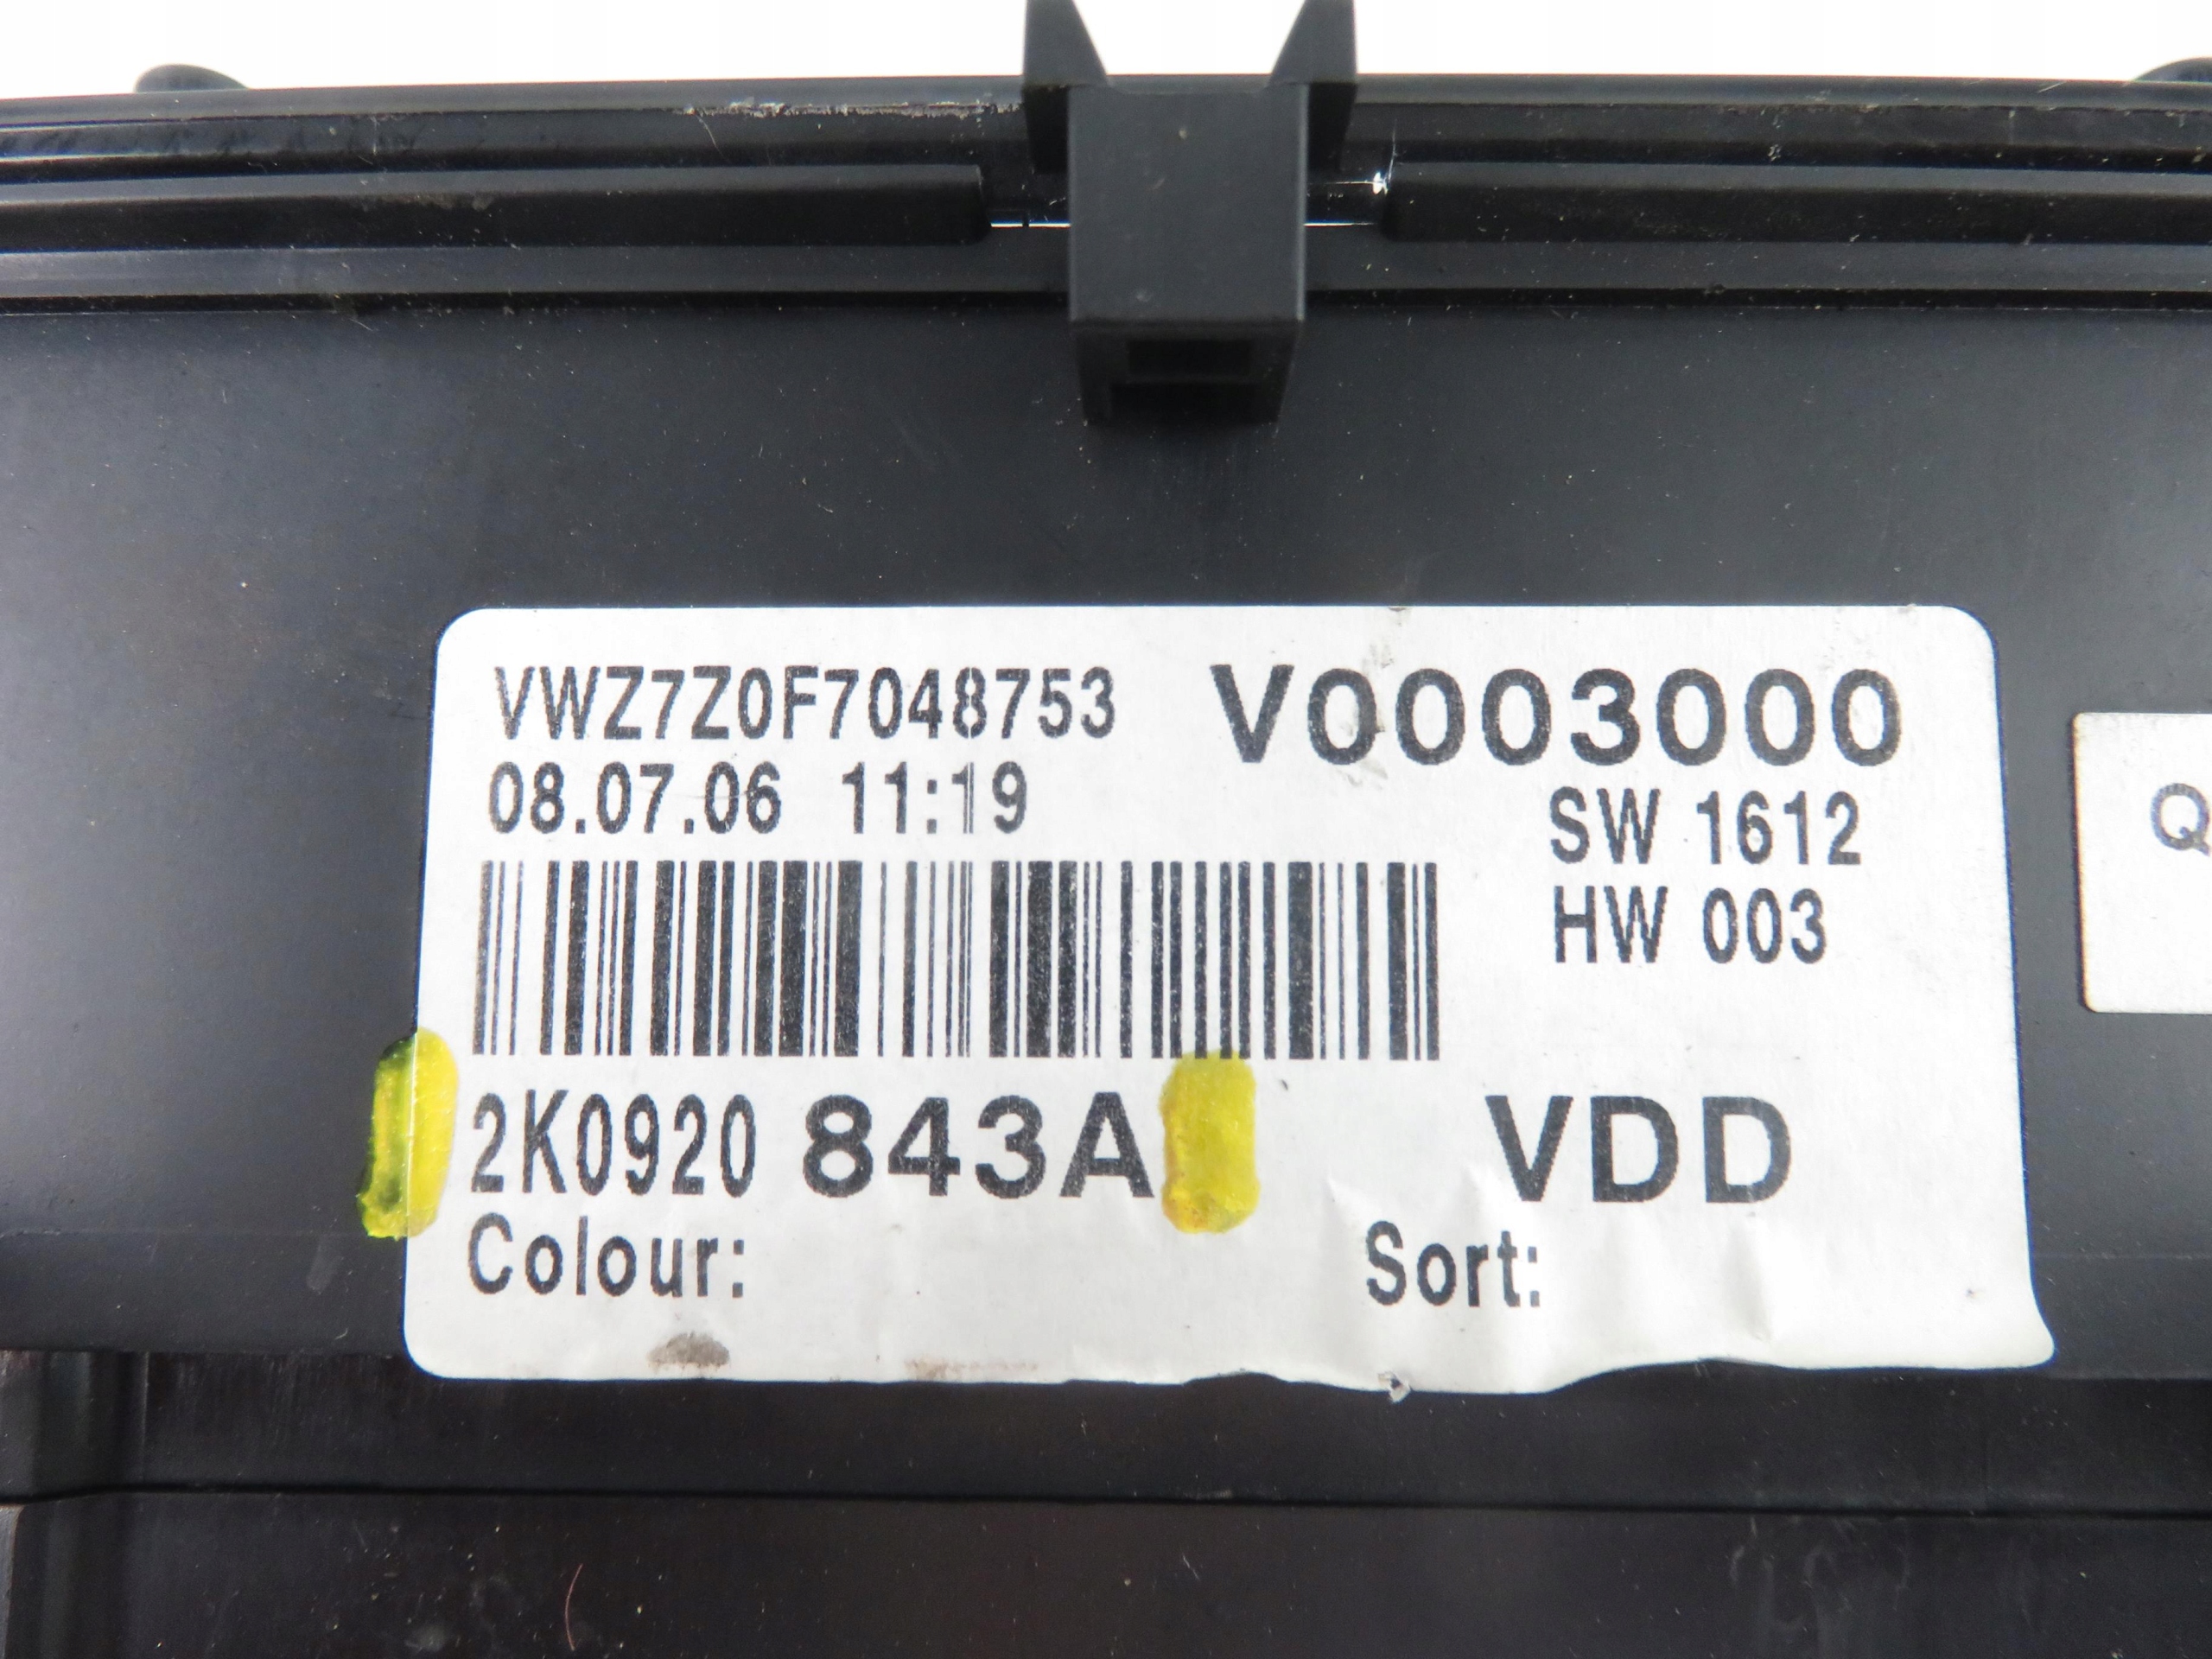 VWZ7Z0F7048753 V0003000
08.07.06 11:19 SW 1612
HW 003
2K0920 843A VDD
Colour: Sort:
Q